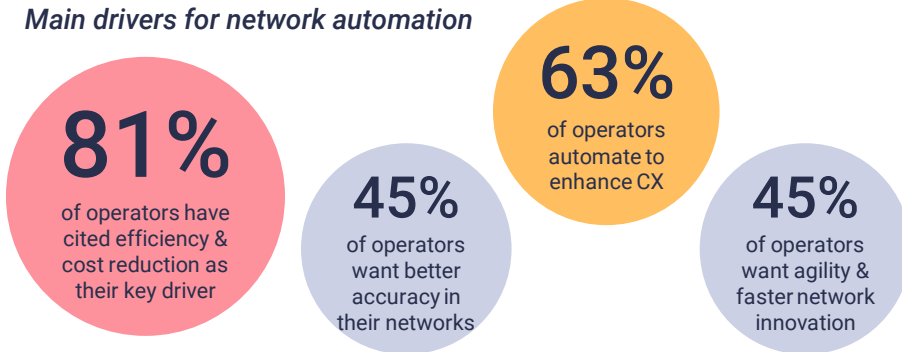 Main drivers for network automation
81%
of operators have
cited efficiency &
cost reduction as
their key driver
45%
of operators
want better
accuracy in
their networks
63%
of operators
automate to
enhance CX
45%
of operators
want agility &
faster network
innovation